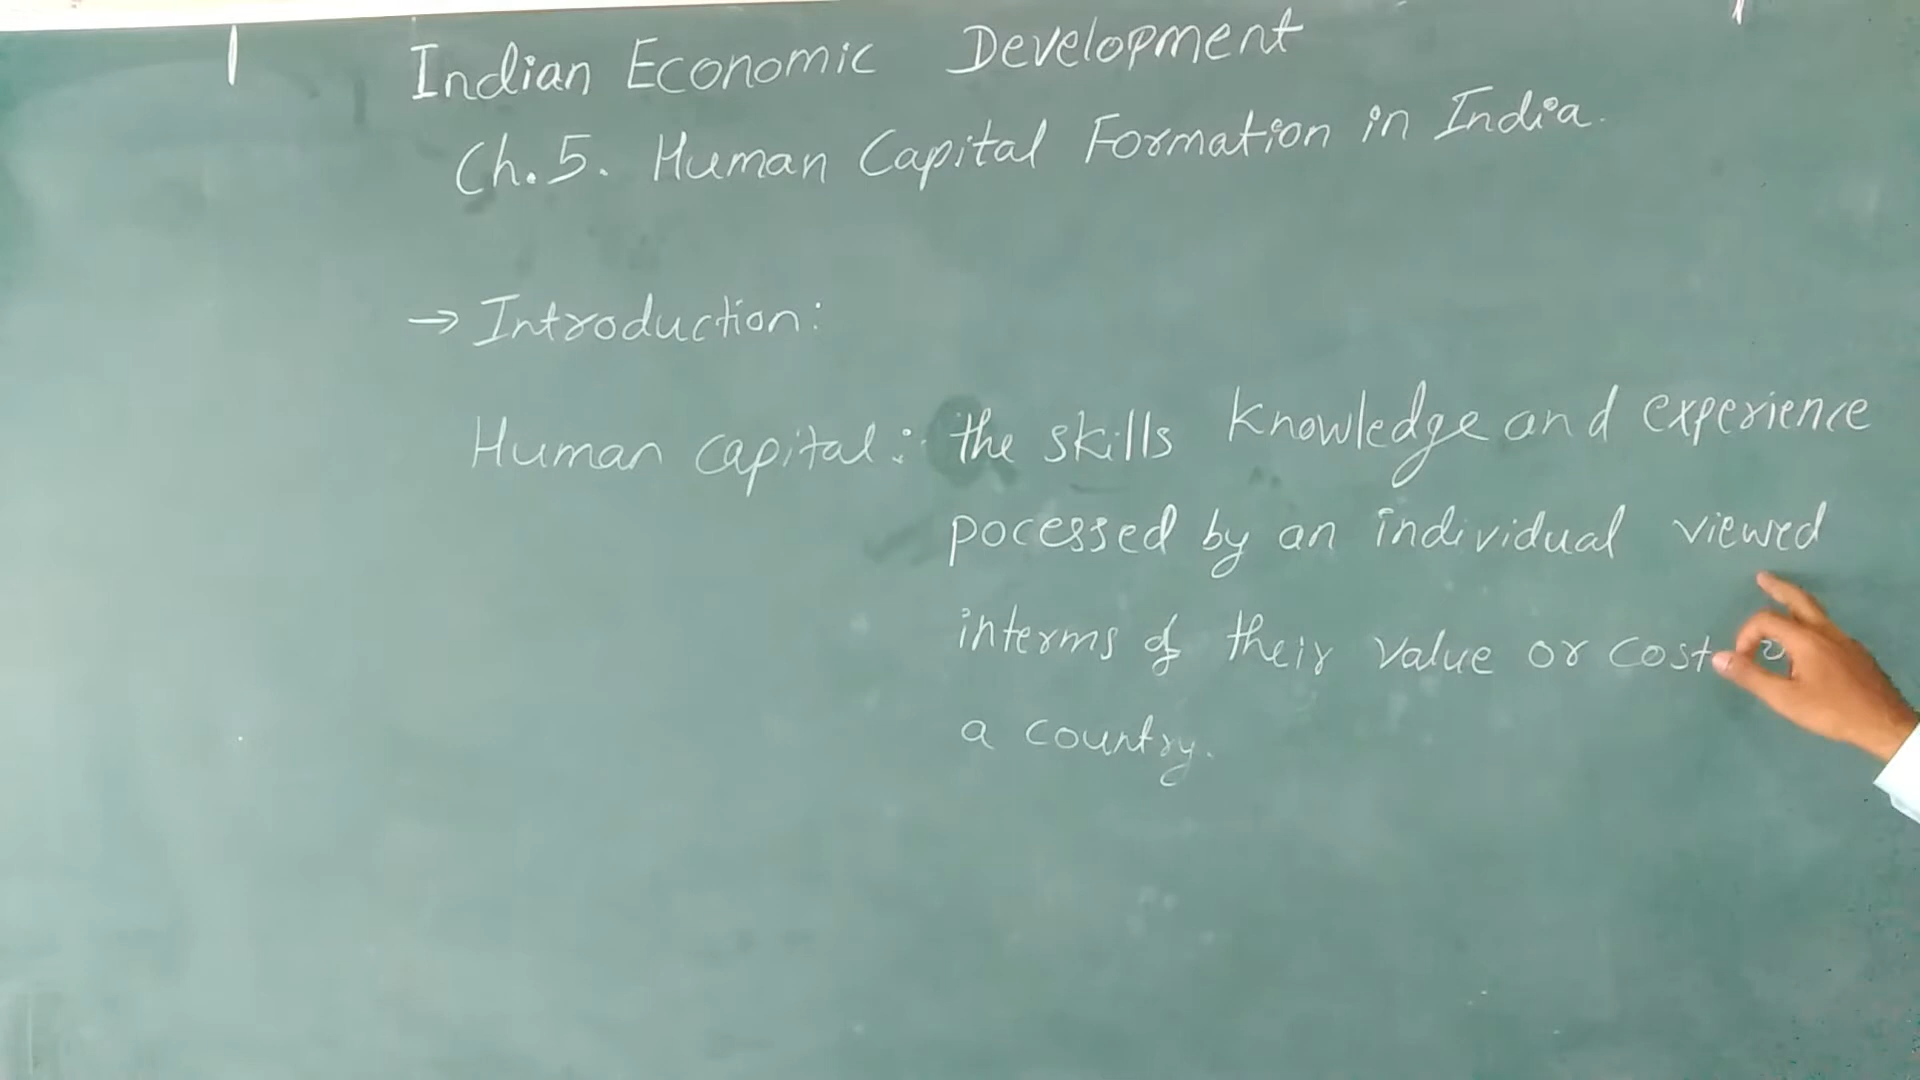 Indian Economic Development
Ch.5. Human Capital Formation in India.
→ Introduction:
Human capital: the skills knowledge and experience
pocessed by an individual viewed
interms of their value or cost
a country.